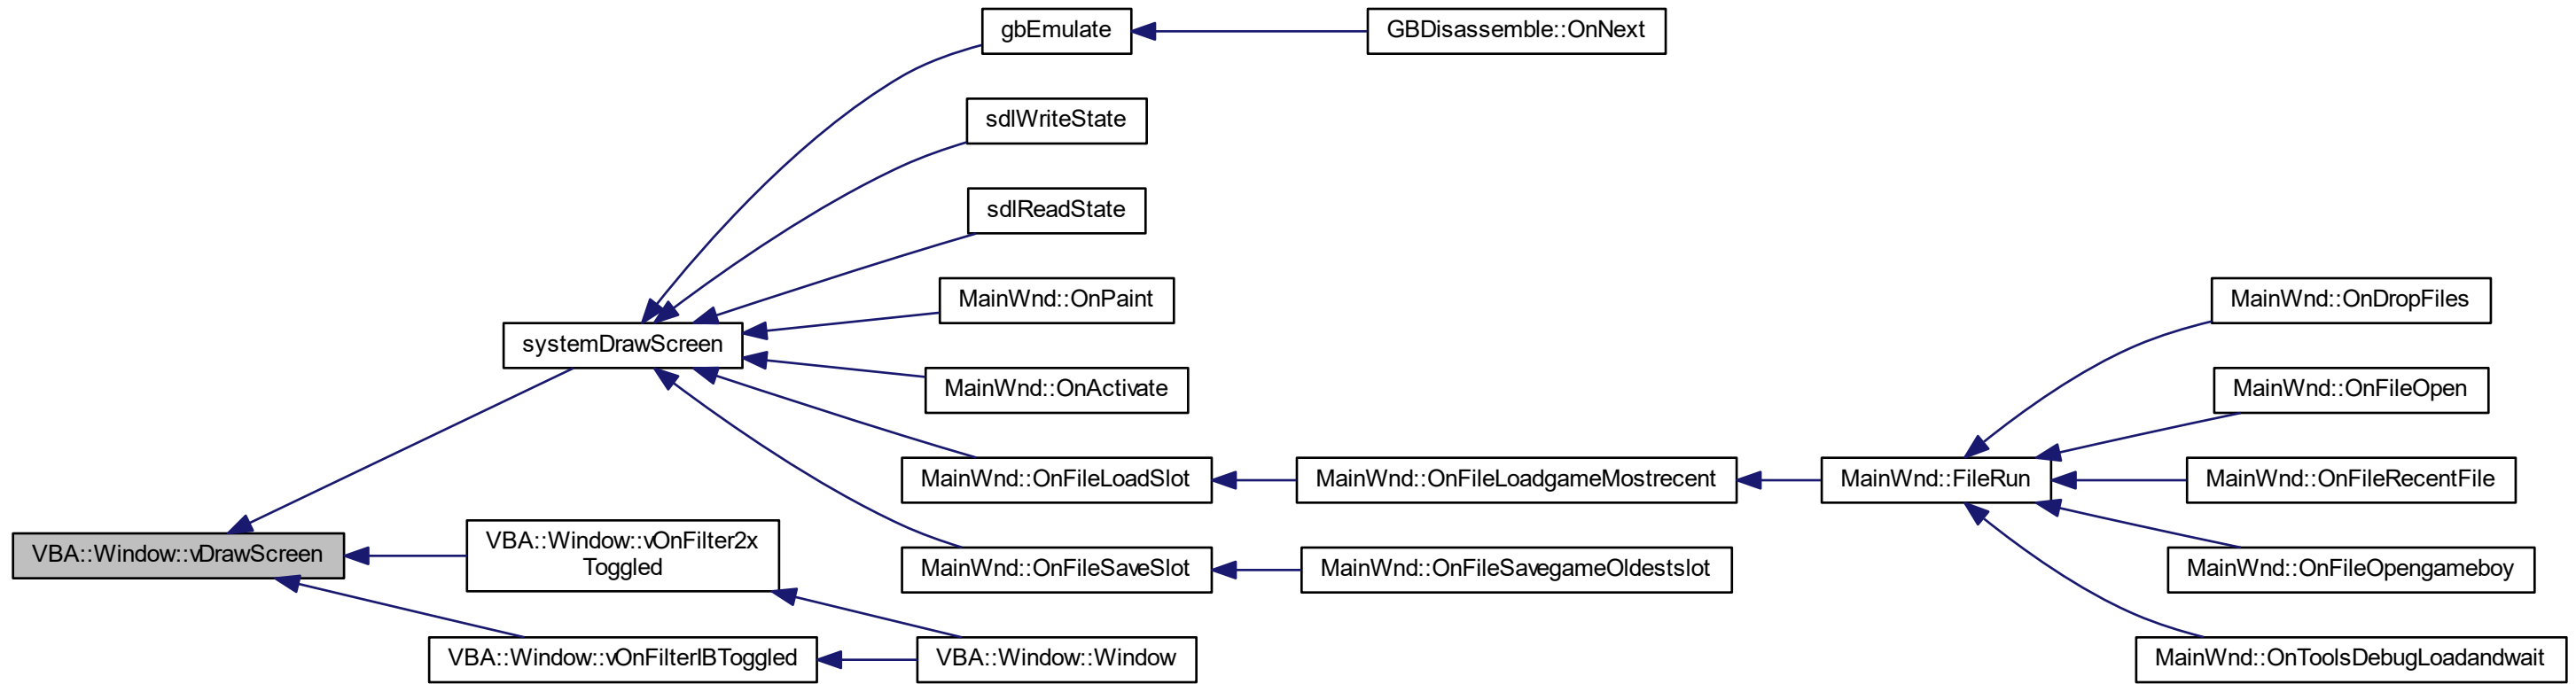 gbEmulate
GBDisassemble::OnNext
sdlWriteState
sdlReadState
MainWnd::OnPaint
MainWnd::OnDropFiles
systemDrawScreen
MainWnd::OnActivate
MainWnd::OnFileOpen
MainWnd::OnFileLoadSlot
MainWnd::OnFileLoadgameMostrecent
MainWnd::FileRun
MainWnd::OnFileRecentFile
VBA::Window::vDrawScreen
VBA::Window::vOnFilter2x
Toggled
MainWnd::OnFileSaveSlot
MainWnd::OnFileSavegameOldestslot
MainWnd::OnFileOpengameboy
VBA::Window::vOnFilterIBToggled
VBA::Window::Window
MainWnd::OnToolsDebugLoadandwait